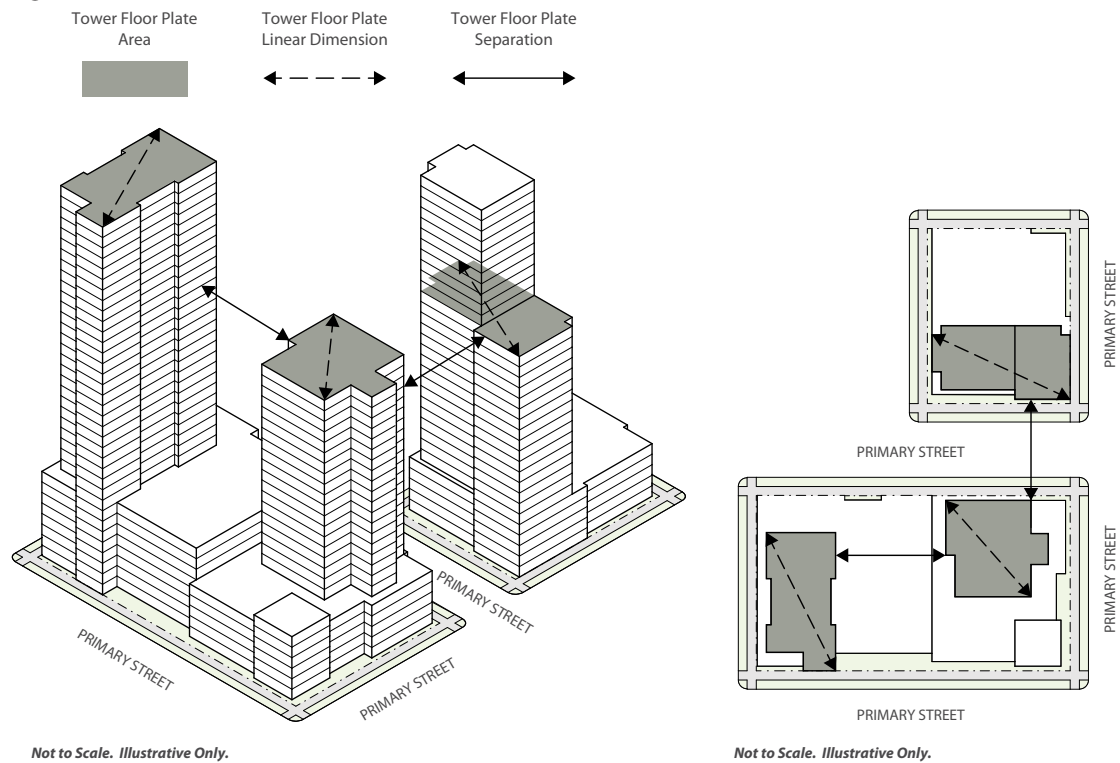 Tower Floor Plate
Area
Tower Floor Plate
Linear Dimension
Tower Floor Plate
Separation
PRIMARY STREET
PRIMARY STREET
PRIMARY STREET
Not to Scale. Illustrative Only.
PRIMARY STREET
PRIMARY STREET
PRIMARY STREET
PRIMARY STREET
Not to Scale. Illustrative Only.